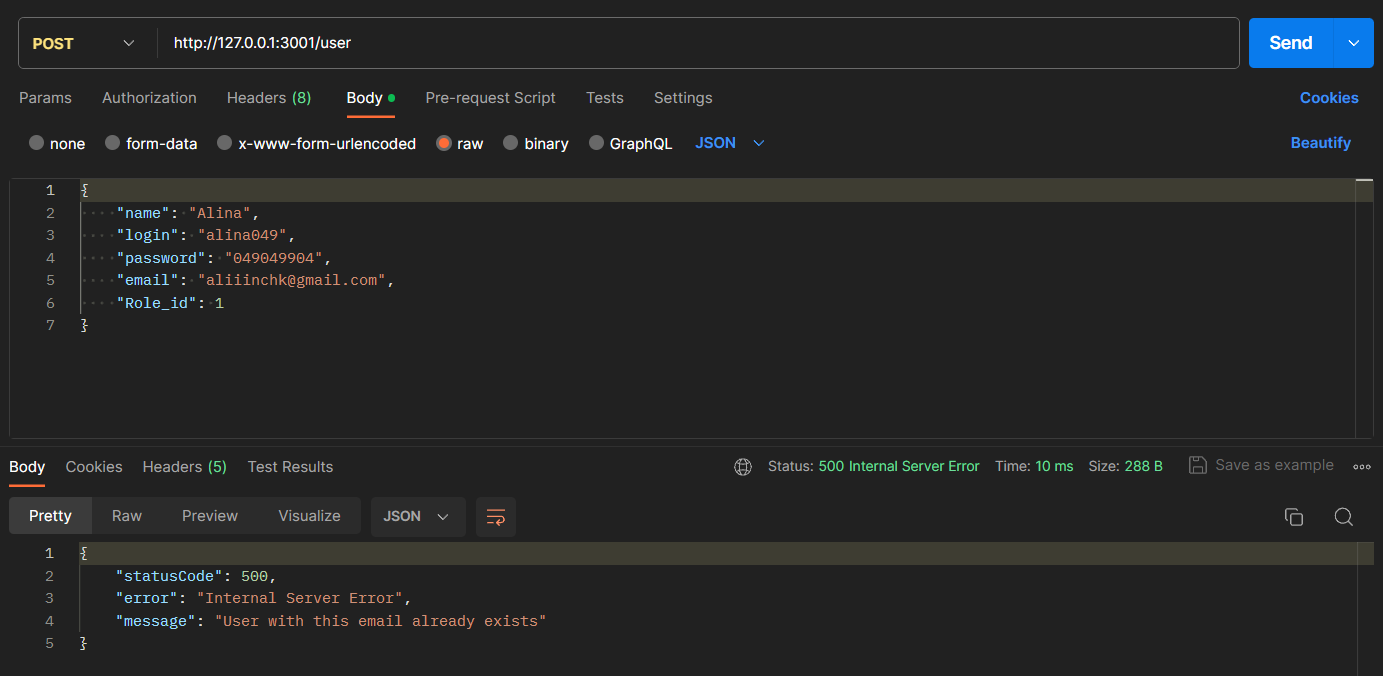 POST http://127.0.0.1:3001/user Send
Params Authorization Headers (8) Body Pre-request Script Tests Settings Cookies
none form-data x-www-form-urlencoded raw binary GraphQL JSON Beautify
1 {
2 "name": "Alina",
3 "login": "alina049",
4 "password": "049049904",
5 "email": "aliiinchk@gmail.com",
6 "Role_id": 1
7 }
Body Cookies Headers (5) Test Results Status: 500 Internal Server Error Time: 10 ms Size: 288 B Save as example
Pretty Raw Preview Visualize JSON
1 {
2 "statusCode": 500,
3 "error": "Internal Server Error",
4 "message": "User with this email already exists"
5 }